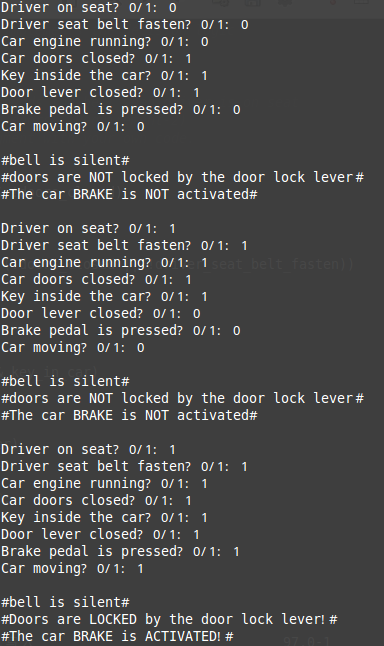 Driver on seat? 0/1: 0
Driver seat belt fasten? 0/1: 0
Car engine running? 0/1: 0
Car doors closed? 0/1: 1
Key inside the car? 0/1: 1
Door lever closed? 0/1: 1
Brake pedal is pressed? 0/1: 0
Car moving? 0/1: 0

#bell is silent#
#doors are NOT locked by the door lock lever#
#The car BRAKE is NOT activated#

Driver on seat? 0/1: 1
Driver seat belt fasten? 0/1: 1
Car engine running? 0/1: 1
Car doors closed? 0/1: 1
Key inside the car? 0/1: 1
Door lever closed? 0/1: 0
Brake pedal is pressed? 0/1: 0
Car moving? 0/1: 0

#bell is silent#
#doors are NOT locked by the door lock lever#
#The car BRAKE is NOT activated#

Driver on seat? 0/1: 1
Driver seat belt fasten? 0/1: 1
Car engine running? 0/1: 1
Car doors closed? 0/1: 1
Key inside the car? 0/1: 1
Door lever closed? 0/1: 1
Brake pedal is pressed? 0/1: 1
Car moving? 0/1: 1

#bell is silent#
#Doors are LOCKED by the door lock lever!#
#The car BRAKE is ACTIVATED!#